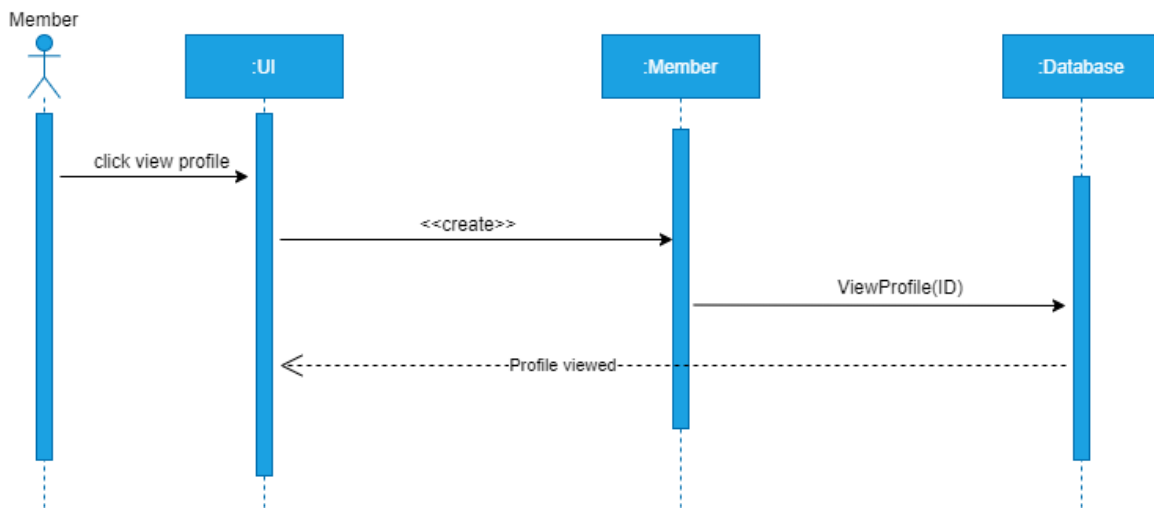 Member
:UI
:Member
:Database
click view profile
<<create>>
ViewProfile(ID)
Profile viewed